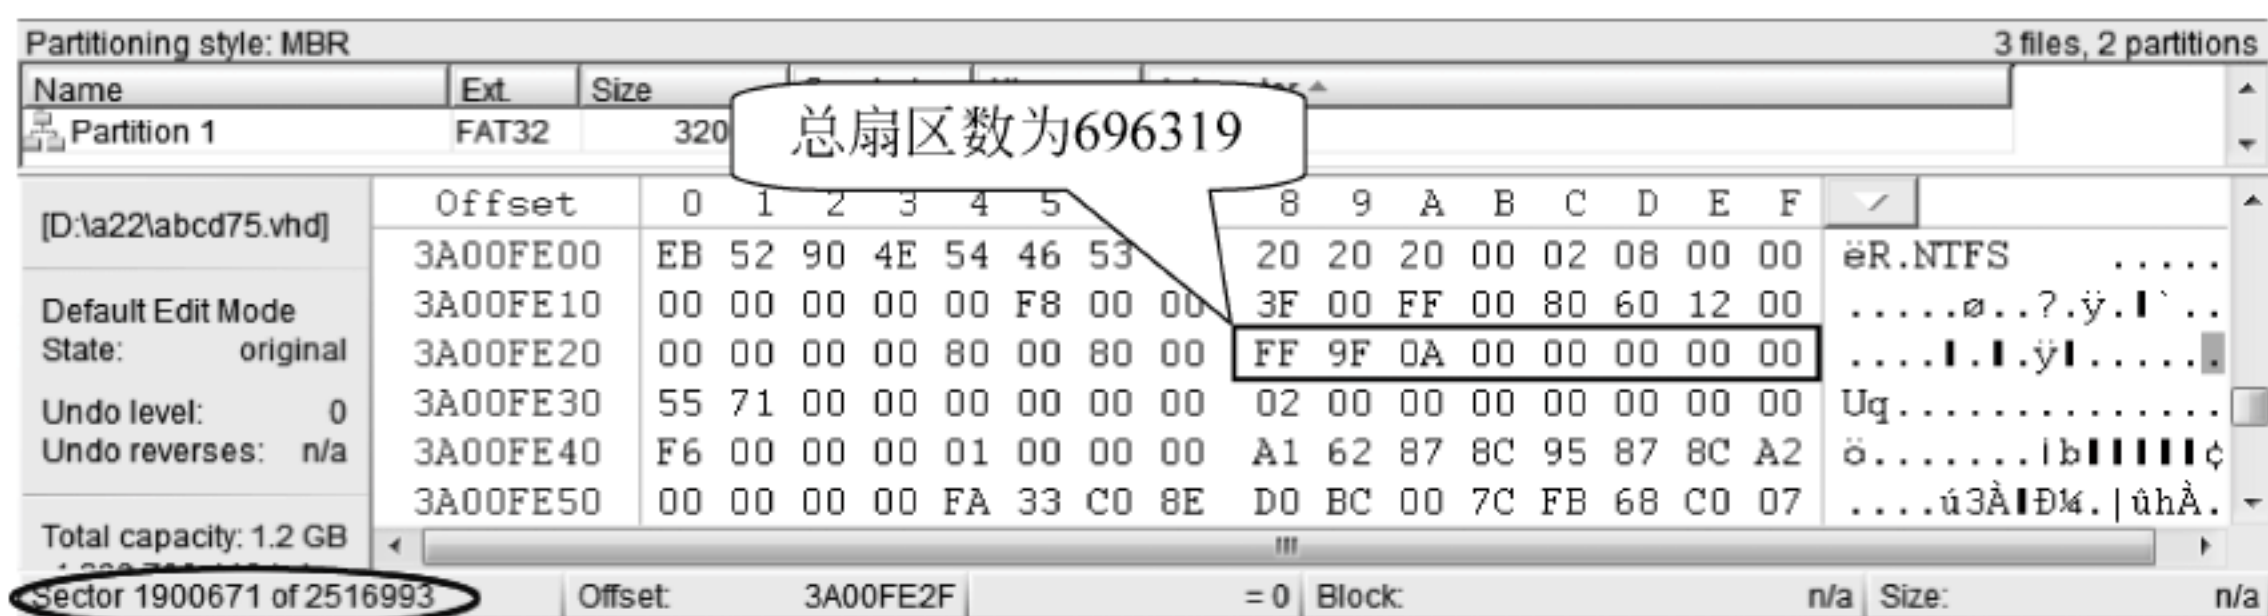 Partitioning style: MBR 3 files, 2 partitions
Name Ext. Size
Partition 1 FAT32 320
总扇区数为696319
[D:\a22\abcd75.vhd]
Default Edit Mode
State: original
Undo level: 0
Undo reverses: n/a
Total capacity: 1.2 GB
Offset 0 1 2 3 4 5 8 9 A B C D E F
3A00FE00 EB 52 90 4E 54 46 53 20 20 20 00 02 08 00 00 ëR.NTFS .....
3A00FE10 00 00 00 00 00 F8 00 00 3F 00 FF 00 80 60 12 00 .....ø..?.ÿ.▌`..
3A00FE20 00 00 00 00 80 00 80 00 FF 9F 0A 00 00 00 00 00 ....▌.▌.ÿ▌......
3A00FE30 55 71 00 00 00 00 00 00 02 00 00 00 00 00 00 00 Uq..............
3A00FE40 F6 00 00 00 01 00 00 00 A1 62 87 8C 95 87 8C A2 ö.......¡b▌▌▌▌▌¢
3A00FE50 00 00 00 00 FA 33 C0 8E D0 BC 00 7C FB 68 C0 07 ....ú3À▌Ð¼.|ûhÀ.
Sector 1900671 of 2516993 Offset: 3A00FE2F = 0 Block: n/a Size: n/a